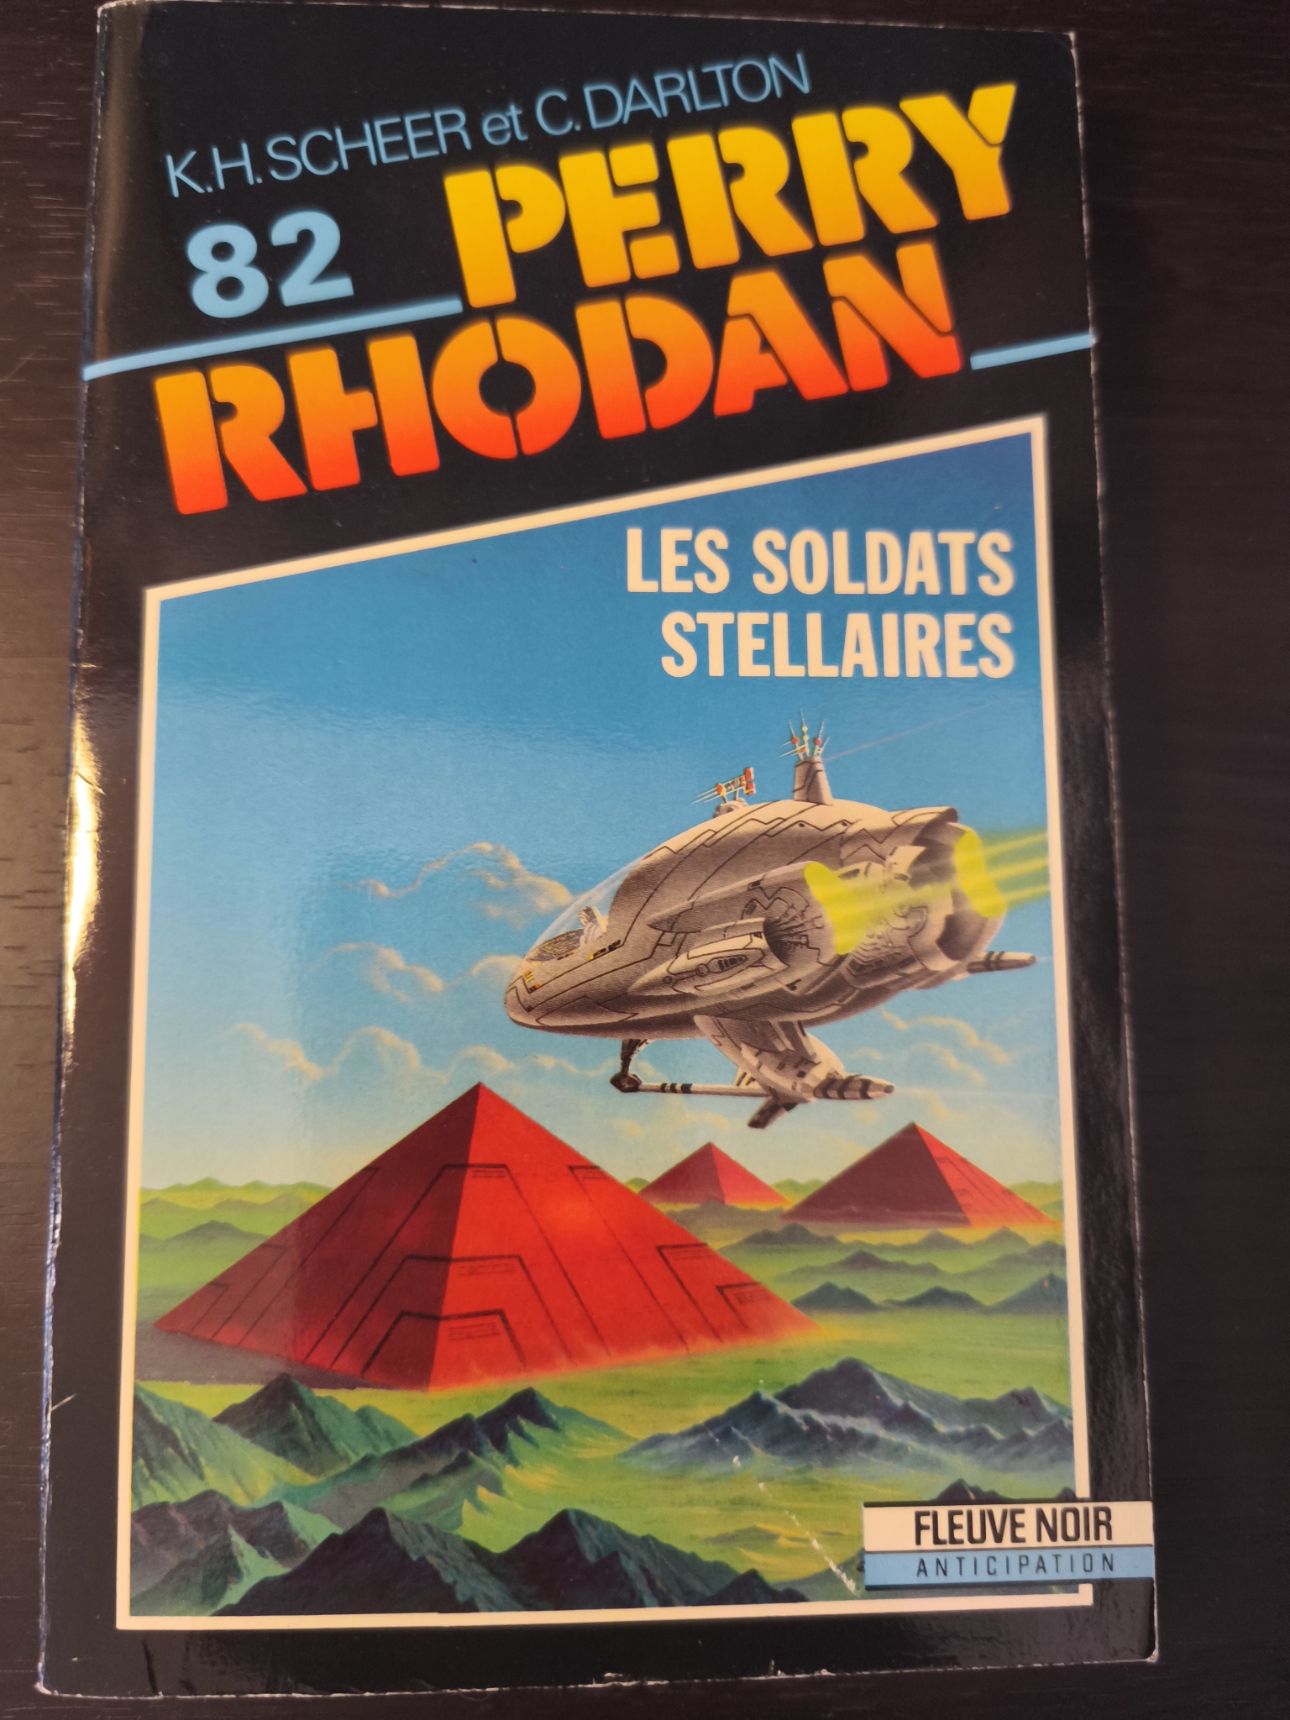 K.H. SCHEER et C. DARLTON
82 PERRY
RHODAN
LES SOLDATS
STELLAIRES
FLEUVE NOIR
ANTICIPATION